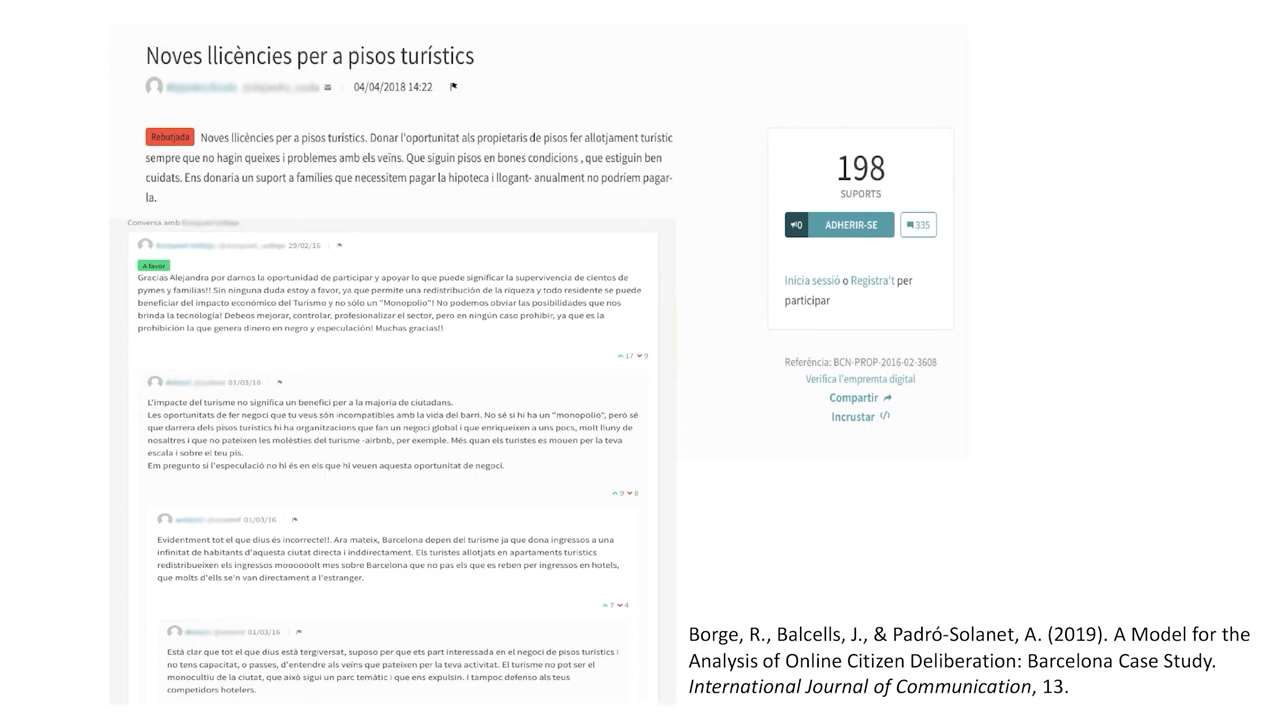 Noves llicències per a pisos turístics
04/04/2018 14:22
Rebutjada Noves llicències per a pisos turístics. Donar l'oportunitat als propietaris de pisos fer allotjament turístic
sempre que no hagin queixes i problemes amb els veïns. Que siguin pisos en bones condicions , que estiguin ben
cuidats. Ens donaria un suport a families que necessitem pagar la hipoteca i llogant- anualment no podríem pagar-
la.
198
SUPORTS
0 ADHERIR-SE 335
Inicia sessió o Registra't per
participar
Referència: BCN-PROP-2016-02-3608
Verifica l'empremta digital
Compartir
Incrustar </>
Conversa amb
29/02/16
A favor
Gracias Alejandra por darnos la oportunidad de participar y apoyar lo que puede significar la supervivencia de cientos de
pymes y familias!! Sin ninguna duda estoy a favor, ya que permite una redistribución de la riqueza y todo residente se puede
beneficiar del impacto económico del Turismo y no sólo un "Monopolio"! No podemos obviar las posibilidades que nos
brinda la tecnología! Debeos mejorar, controlar, profesionalizar el sector, pero en ningún caso prohibir, ya que es la
prohibición la que genera dinero en negro y especulación! Muchas gracias!!
17 9
01/03/16
L'impacte del turisme no significa un benefici per a la majoria de ciutadans.
Les oportunitats de fer negoci que tu veus són incompatibles amb la vida del barri. No sé si hi ha un "monopolio", però sé
que darrera dels pisos turístics hi ha organitzacions que fan un negoci global i que enriqueixen a uns pocs, molt lluny de
nosaltres i que no pateixen les molèsties del turisme -airbnb, per exemple. Més quan els turistes es mouen per la teva
escala i sobre el teu pis.
Em pregunto si l'especulació no hi és en els que hi veuen aquesta oportunitat de negoci.
9 8
01/03/16
Evidentment tot el que dius és incorrecte!!. Ara mateix, Barcelona depen del turisme ja que dona ingressos a una
infinitat de habitants d'aquesta ciutat directa i inddirectament. Els turistes allotjats en apartaments turistics
redistribueixen els ingressos moooooolt mes sobre Barcelona que no pas els que es reben per ingressos en hotels,
que molts d'ells se'n van directament a l'estranger.
7 4
01/03/16
Està clar que tot el que dius està tergiversat, suposo per que ets part interessada en el negoci de pisos turístics i
no tens capacitat, o passes, d'entendre als veïns que pateixen per la teva activitat. El turisme no pot ser el
monocultiu de la ciutat, que això sigui un parc temàtic i que ens expulsin. I tampoc defenso als teus
competidors hotelers.
Borge, R., Balcells, J., & Padró-Solanet, A. (2019). A Model for the
Analysis of Online Citizen Deliberation: Barcelona Case Study.
International Journal of Communication, 13.